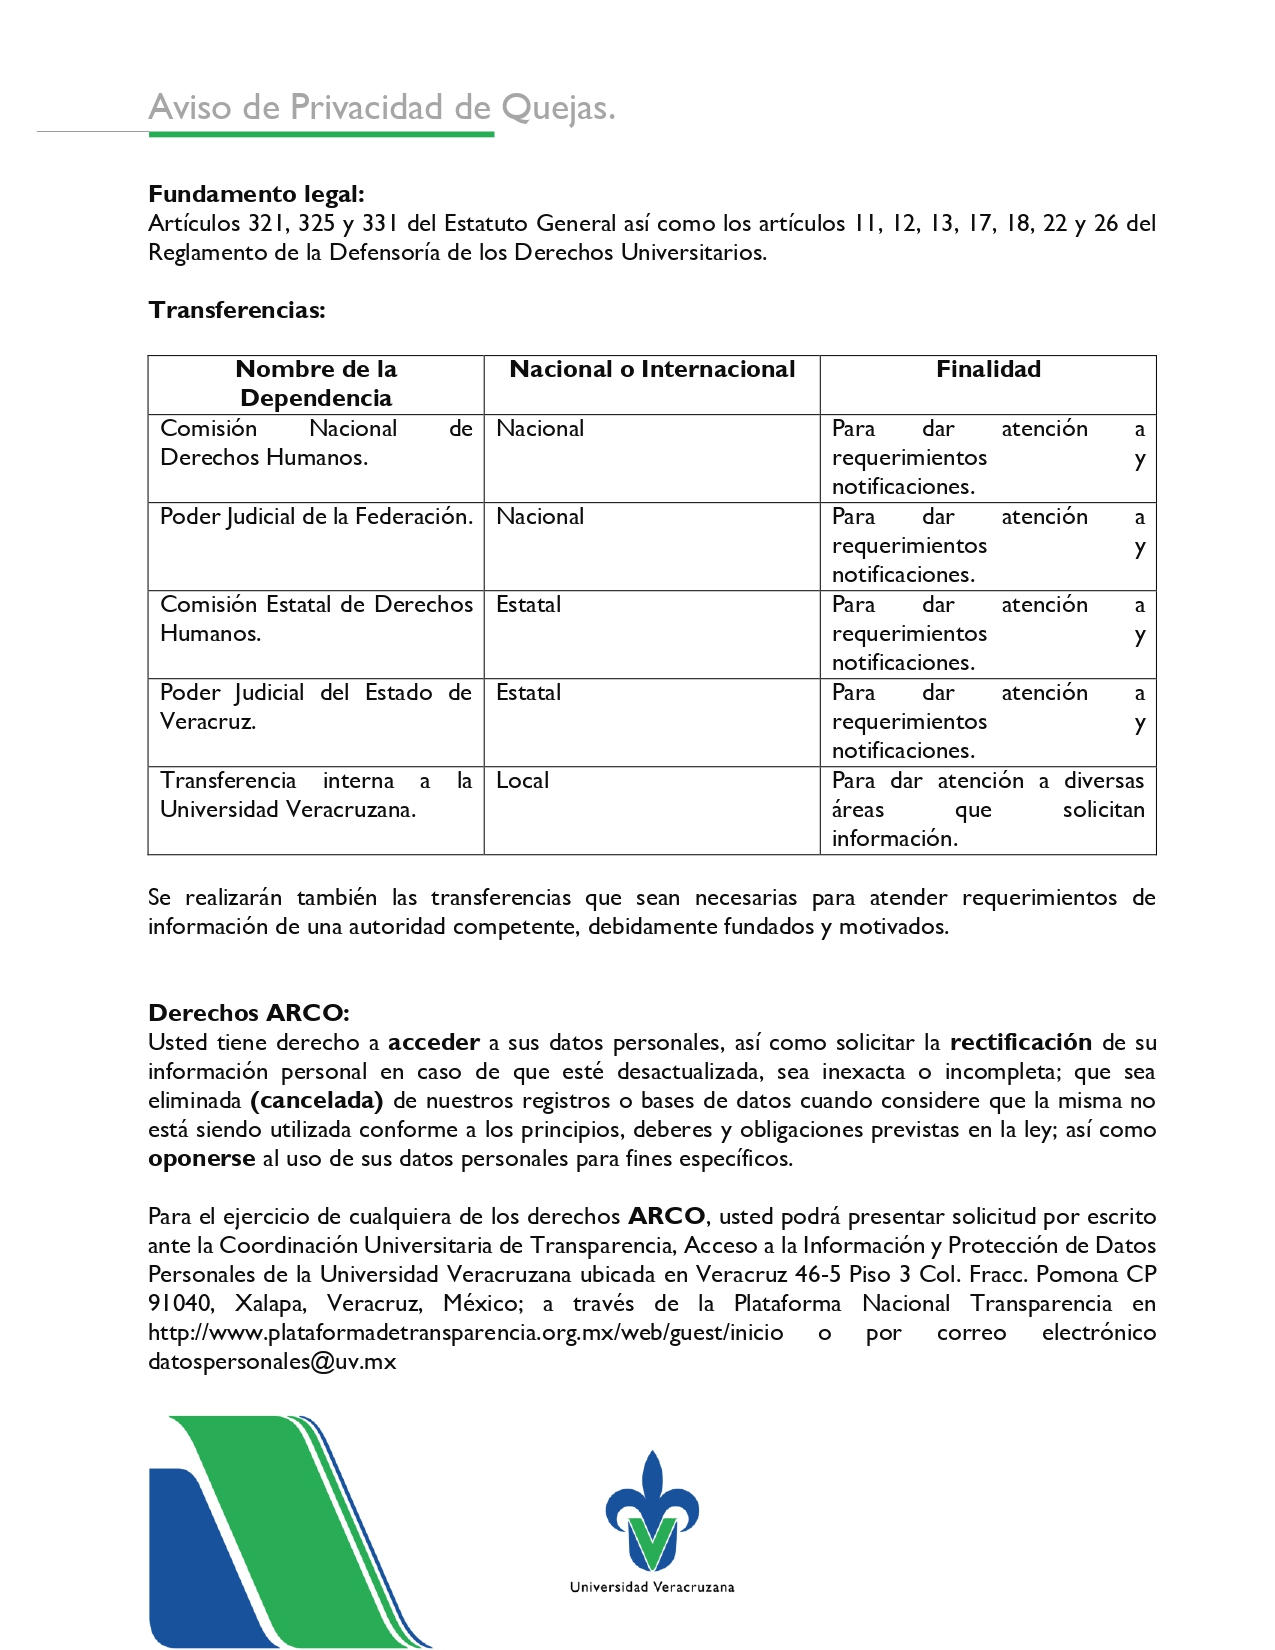 Aviso de Privacidad de Quejas.
Fundamento legal:
Artículos 321, 325 y 331 del Estatuto General así como los artículos 11, 12, 13, 17, 18, 22 y 26 del
Reglamento de la Defensoría de los Derechos Universitarios.
Transferencias:
Nombre de la
Dependencia
Nacional o Internacional
Finalidad
Comisión Nacional de
Derechos Humanos.
Nacional
Para dar atención a
requerimientos y
notificaciones.
Poder Judicial de la Federación.
Nacional
Para dar atención a
requerimientos y
notificaciones.
Comisión Estatal de Derechos
Humanos.
Estatal
Para dar atención a
requerimientos y
notificaciones.
Poder Judicial del Estado de
Veracruz.
Estatal
Para dar atención a
requerimientos y
notificaciones.
Transferencia interna a la
Universidad Veracruzana.
Local
Para dar atención a diversas
áreas que solicitan
información.
Se realizarán también las transferencias que sean necesarias para atender requerimientos de
información de una autoridad competente, debidamente fundados y motivados.
Derechos ARCO:
Usted tiene derecho a acceder a sus datos personales, así como solicitar la rectificación de su
información personal en caso de que esté desactualizada, sea inexacta o incompleta; que sea
eliminada (cancelada) de nuestros registros o bases de datos cuando considere que la misma no
está siendo utilizada conforme a los principios, deberes y obligaciones previstas en la ley; así como
oponerse al uso de sus datos personales para fines específicos.
Para el ejercicio de cualquiera de los derechos ARCO, usted podrá presentar solicitud por escrito
ante la Coordinación Universitaria de Transparencia, Acceso a la Información y Protección de Datos
Personales de la Universidad Veracruzana ubicada en Veracruz 46-5 Piso 3 Col. Fracc. Pomona CP
91040, Xalapa, Veracruz, México; a través de la Plataforma Nacional Transparencia en
http://www.plataformadetransparencia.org.mx/web/guest/inicio o por correo electrónico
datospersonales@uv.mx
Universidad Veracruzana